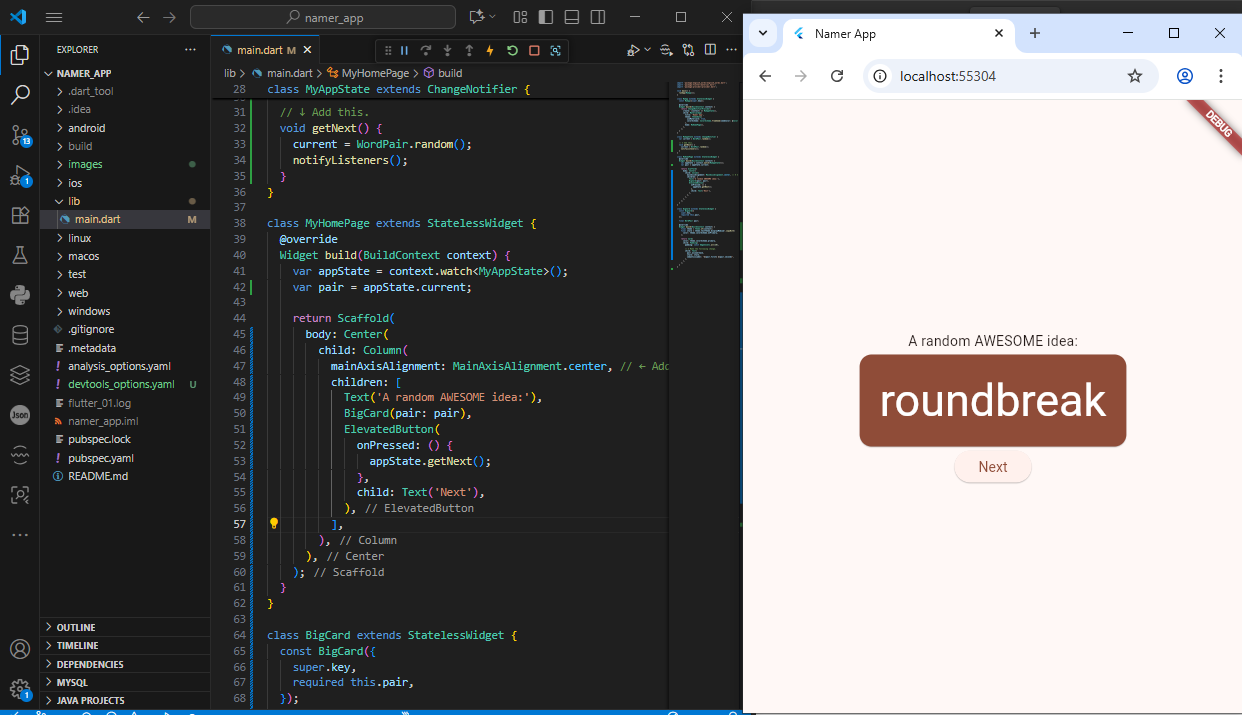 namer_app
EXPLORER
NAMER_APP
.dart_tool
.idea
android
build
images
ios
lib
main.dart M
linux
macos
test
web
windows
.gitignore
.metadata
analysis_options.yaml
devtools_options.yaml U
flutter_01.log
namer_app.iml
pubspec.lock
pubspec.yaml
README.md
OUTLINE
TIMELINE
DEPENDENCIES
MYSQL
JAVA PROJECTS
13
1
Json
1
main.dart M
lib > main.dart > MyHomePage > build
28 class MyAppState extends ChangeNotifier {
31 // ↓ Add this.
32 void getNext() {
33 current = WordPair.random();
34 notifyListeners();
35 }
36 }
37
38 class MyHomePage extends StatelessWidget {
39 @override
40 Widget build(BuildContext context) {
41 var appState = context.watch<MyAppState>();
42 var pair = appState.current;
43
44 return Scaffold(
45 body: Center(
46 child: Column(
47 mainAxisAlignment: MainAxisAlignment.center, // ← Add
48 children: [
49 Text('A random AWESOME idea:'),
50 BigCard(pair: pair),
51 ElevatedButton(
52 onPressed: () {
53 appState.getNext();
54 },
55 child: Text('Next'),
56 ), // ElevatedButton
57 ],
58 ), // Column
59 ), // Center
60 ); // Scaffold
61 }
62 }
63
64 class BigCard extends StatelessWidget {
65 const BigCard({
66 super.key,
67 required this.pair,
68 });
Namer App
localhost:55304
DEBUG
A random AWESOME idea:
roundbreak
Next